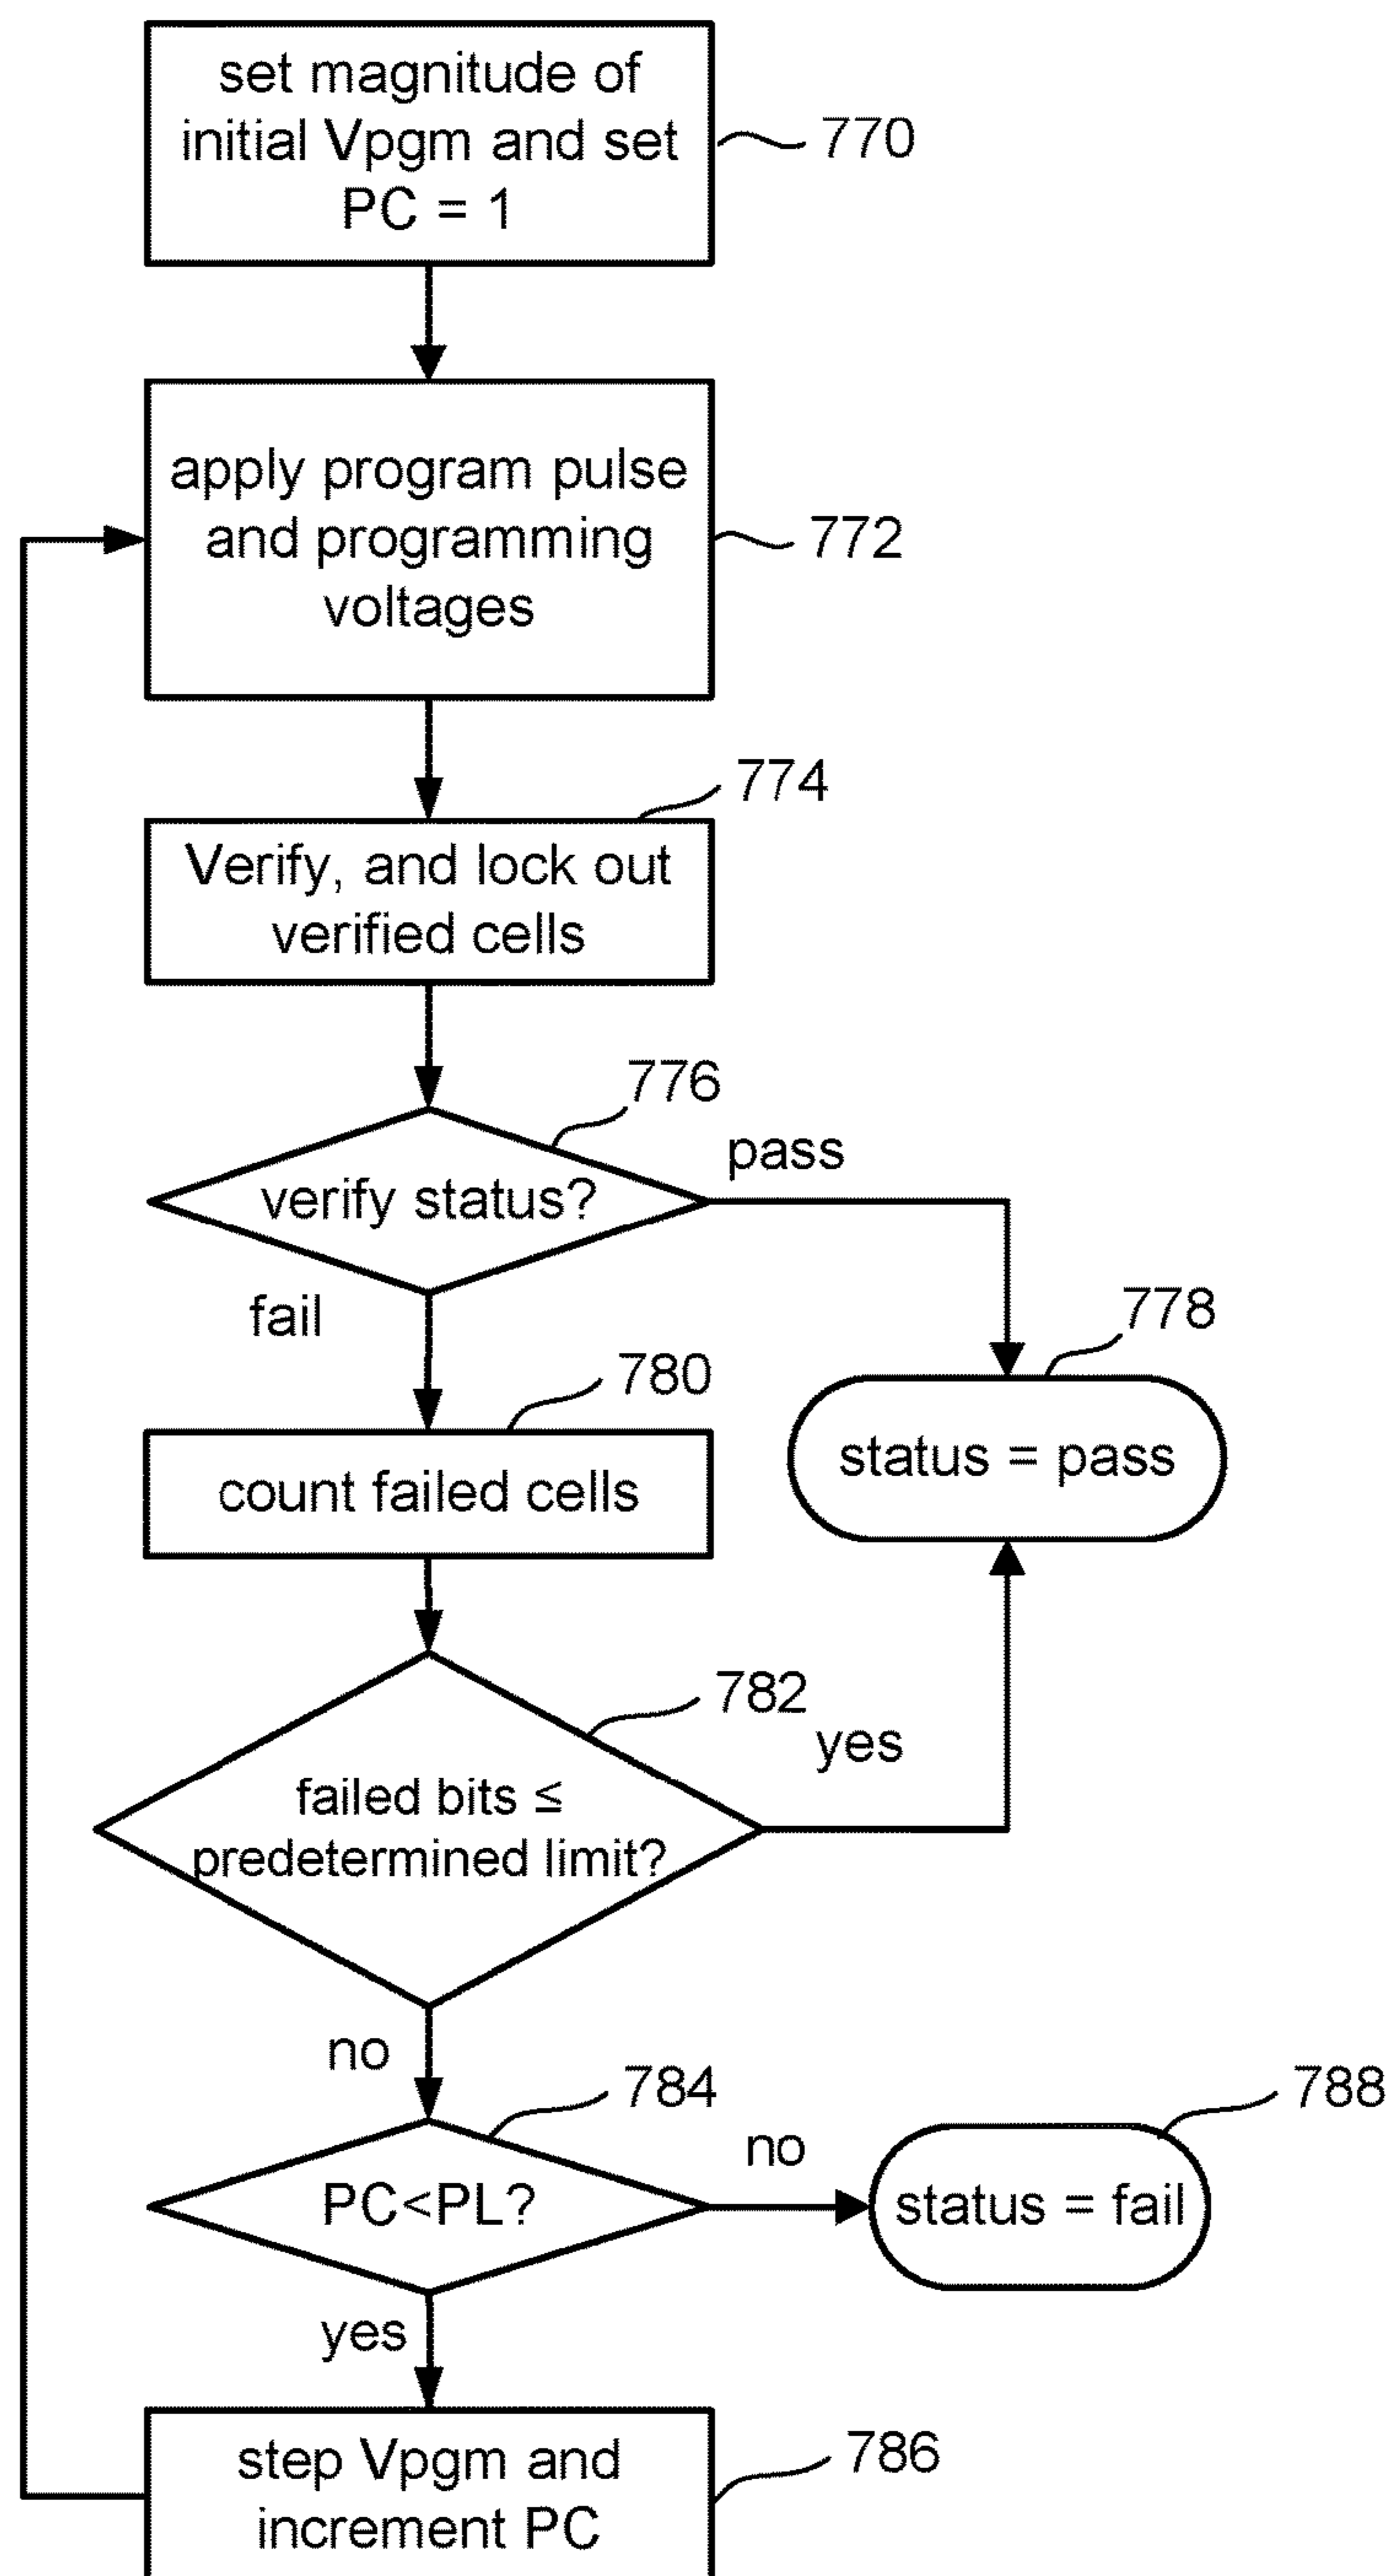 set magnitude of
initial Vpgm and set
PC = 1
770
apply program pulse
and programming
voltages
772
774
Verify, and lock out
verified cells
776
pass
verify status?
fail
778
780
status = pass
count failed cells
782
yes
failed bits ≤
predetermined limit?
no
784
788
no
PC<PL?
status = fail
yes
step Vpgm and
increment PC
786